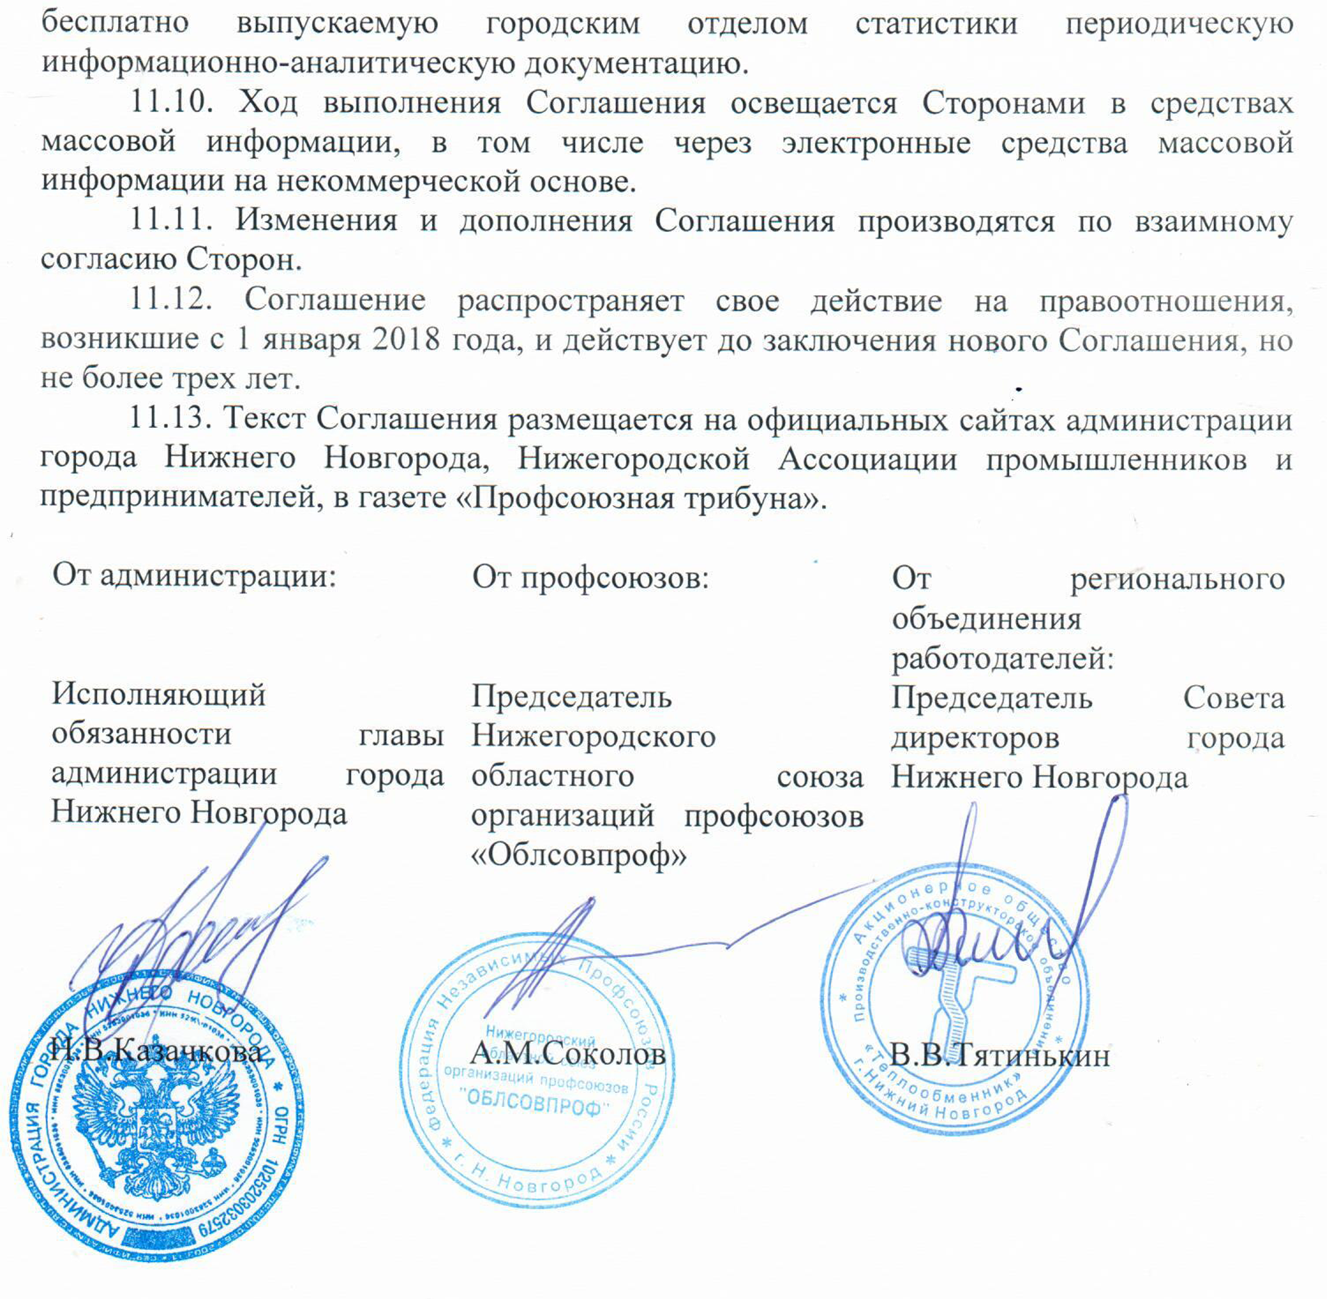 бесплатно выпускаемую городским отделом статистики периодическую
информационно-аналитическую документацию.
11.10. Ход выполнения Соглашения освещается Сторонами в средствах
массовой информации, в том числе через электронные средства массовой
информации на некоммерческой основе.
11.11. Изменения и дополнения Соглашения производятся по взаимному
согласию Сторон.
11.12. Соглашение распространяет свое действие на правоотношения,
возникшие с 1 января 2018 года, и действует до заключения нового Соглашения, но
не более трех лет.
11.13. Текст Соглашения размещается на официальных сайтах администрации
города Нижнего Новгорода, Нижегородской Ассоциации промышленников и
предпринимателей, в газете «Профсоюзная трибуна».
От администрации:
Исполняющий
обязанности главы
администрации города
Нижнего Новгорода
Н.В.Казачкова
АДМИНИСТРАЦИЯ ГОРОДА НИЖНЕГО НОВГОРОДА * ОГРН 1025203032579
От профсоюзов:
Председатель
Нижегородского
областного союза
организаций профсоюзов
«Облсовпроф»
А.М.Соколов
Федерация Независимых Профсоюзов России
* г. Н. Новгород *
Нижегородский
областной союз
организаций профсоюзов
"ОБЛСОВПРОФ"
От регионального
объединения
работодателей:
Председатель Совета
директоров города
Нижнего Новгорода
В.В.Тятинькин
* Акционерное общество *
Производственно-конструкторское объединение
«Теплообменник»
г.Нижний Новгород